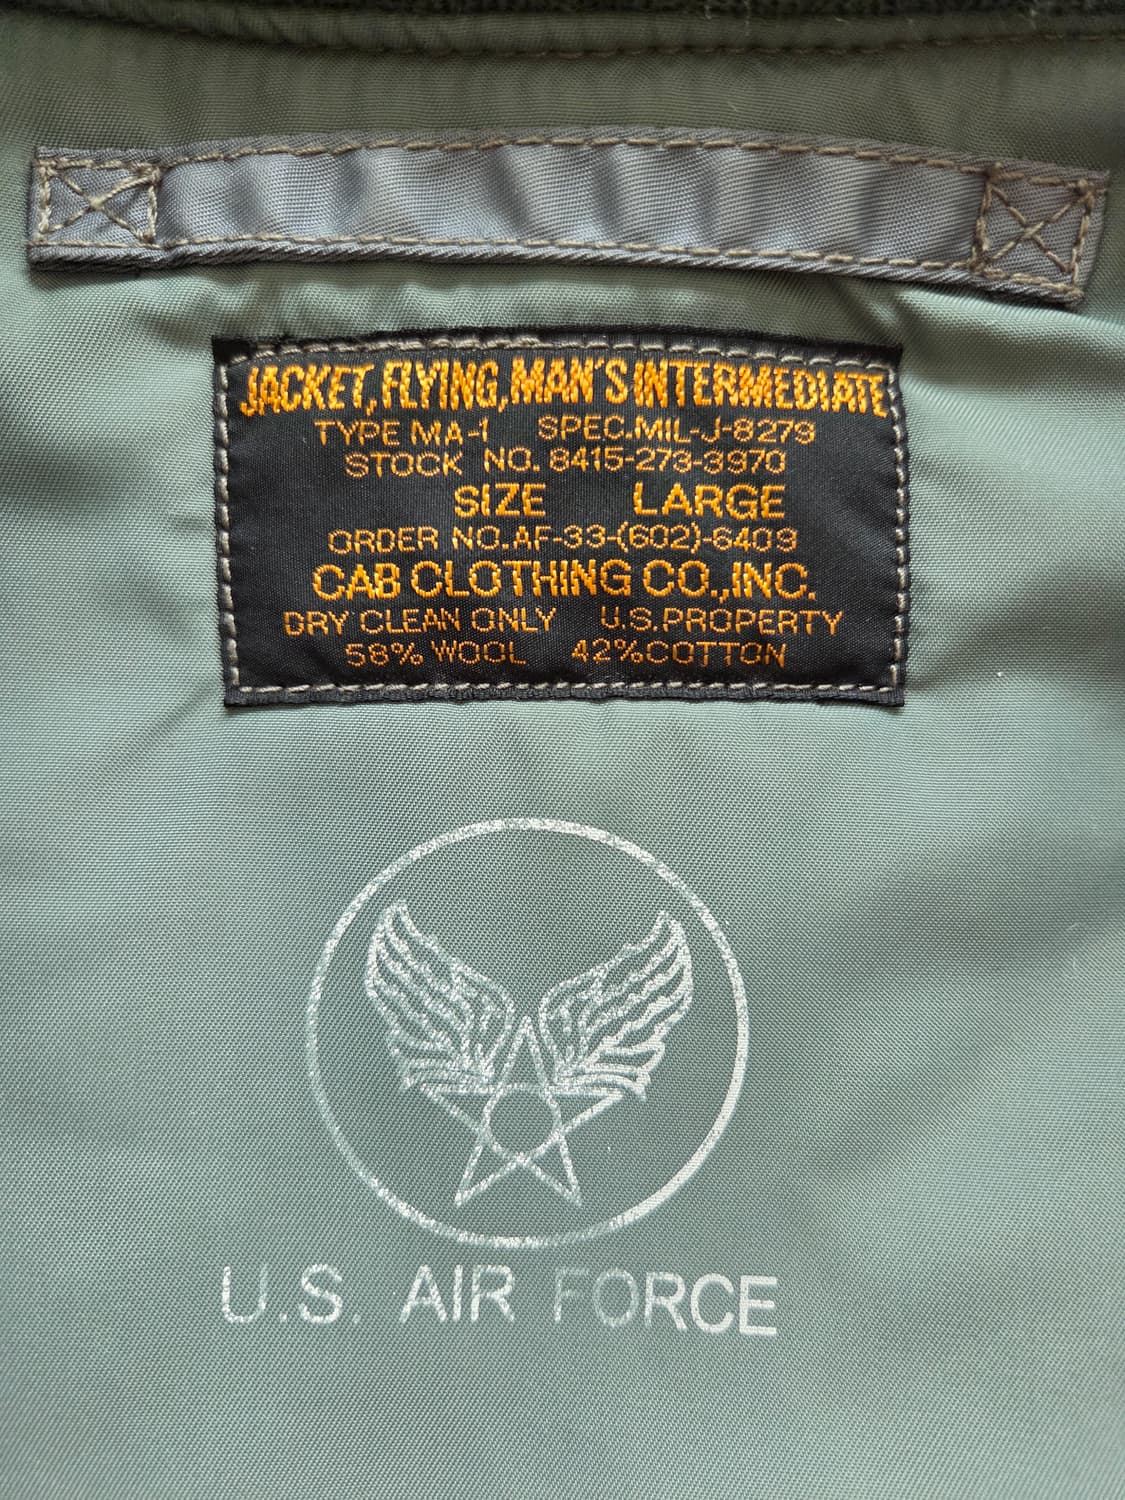 JACKET, FLYING, MAN'S INTERMEDIATE
TYPE MA-1 SPEC.MIL-J-8279
STOCK NO. 8415-273-3970
SIZE LARGE
ORDER NO.AF-33-(602)-6409
CAB CLOTHING CO.,INC.
DRY CLEAN ONLY U.S.PROPERTY
58% WOOL 42%COTTON
U.S. AIR FORCE